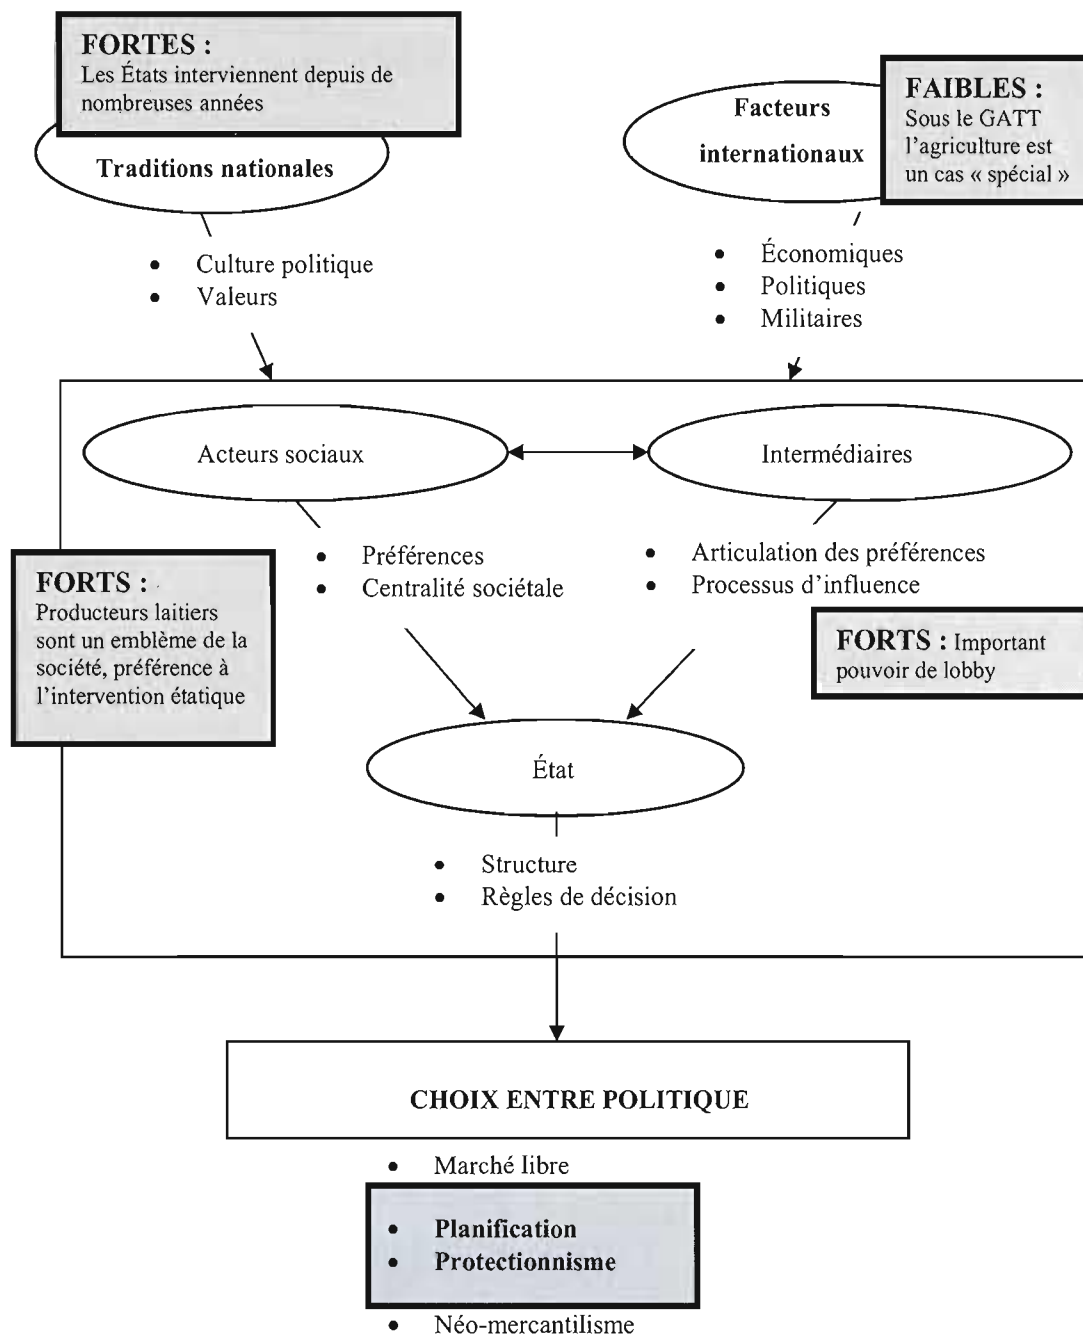 FORTES :
Les États interviennent depuis de
nombreuses années
Traditions nationales
Facteurs
internationaux
FAIBLES :
Sous le GATT
l'agriculture est
un cas « spécial »
• Culture politique
• Valeurs
• Économiques
• Politiques
• Militaires
Acteurs sociaux
Intermédiaires
• Préférences
• Centralité sociétale
• Articulation des préférences
• Processus d'influence
FORTS :
Producteurs laitiers
sont un emblème de la
société, préférence à
l'intervention étatique
FORTS : Important
pouvoir de lobby
État
• Structure
• Règles de décision
CHOIX ENTRE POLITIQUE
• Marché libre
• Planification
• Protectionnisme
• Néo-mercantilisme